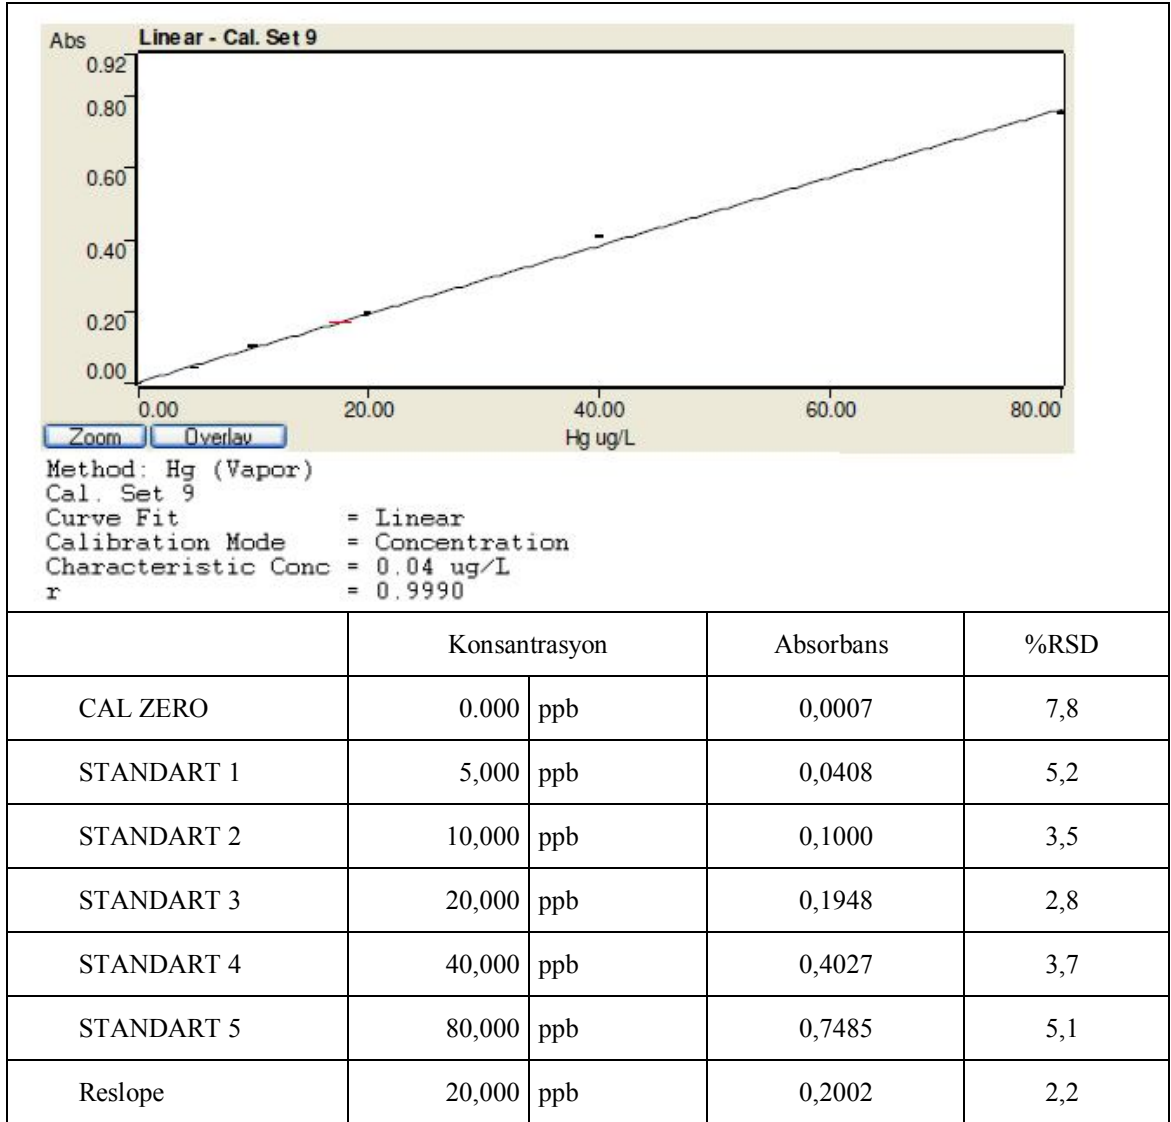 Abs Linear - Cal. Set 9
0.92
0.80
0.60
0.40
0.20
0.00
0.00 20.00 40.00 60.00 80.00
Zoom Overlay Hg ug/L
Method: Hg (Vapor)
Cal. Set 9
Curve Fit = Linear
Calibration Mode = Concentration
Characteristic Conc = 0.04 ug/L
r = 0.9990
Konsantrasyon Absorbans %RSD
CAL ZERO 0.000 ppb 0,0007 7,8
STANDART 1 5,000 ppb 0,0408 5,2
STANDART 2 10,000 ppb 0,1000 3,5
STANDART 3 20,000 ppb 0,1948 2,8
STANDART 4 40,000 ppb 0,4027 3,7
STANDART 5 80,000 ppb 0,7485 5,1
Reslope 20,000 ppb 0,2002 2,2